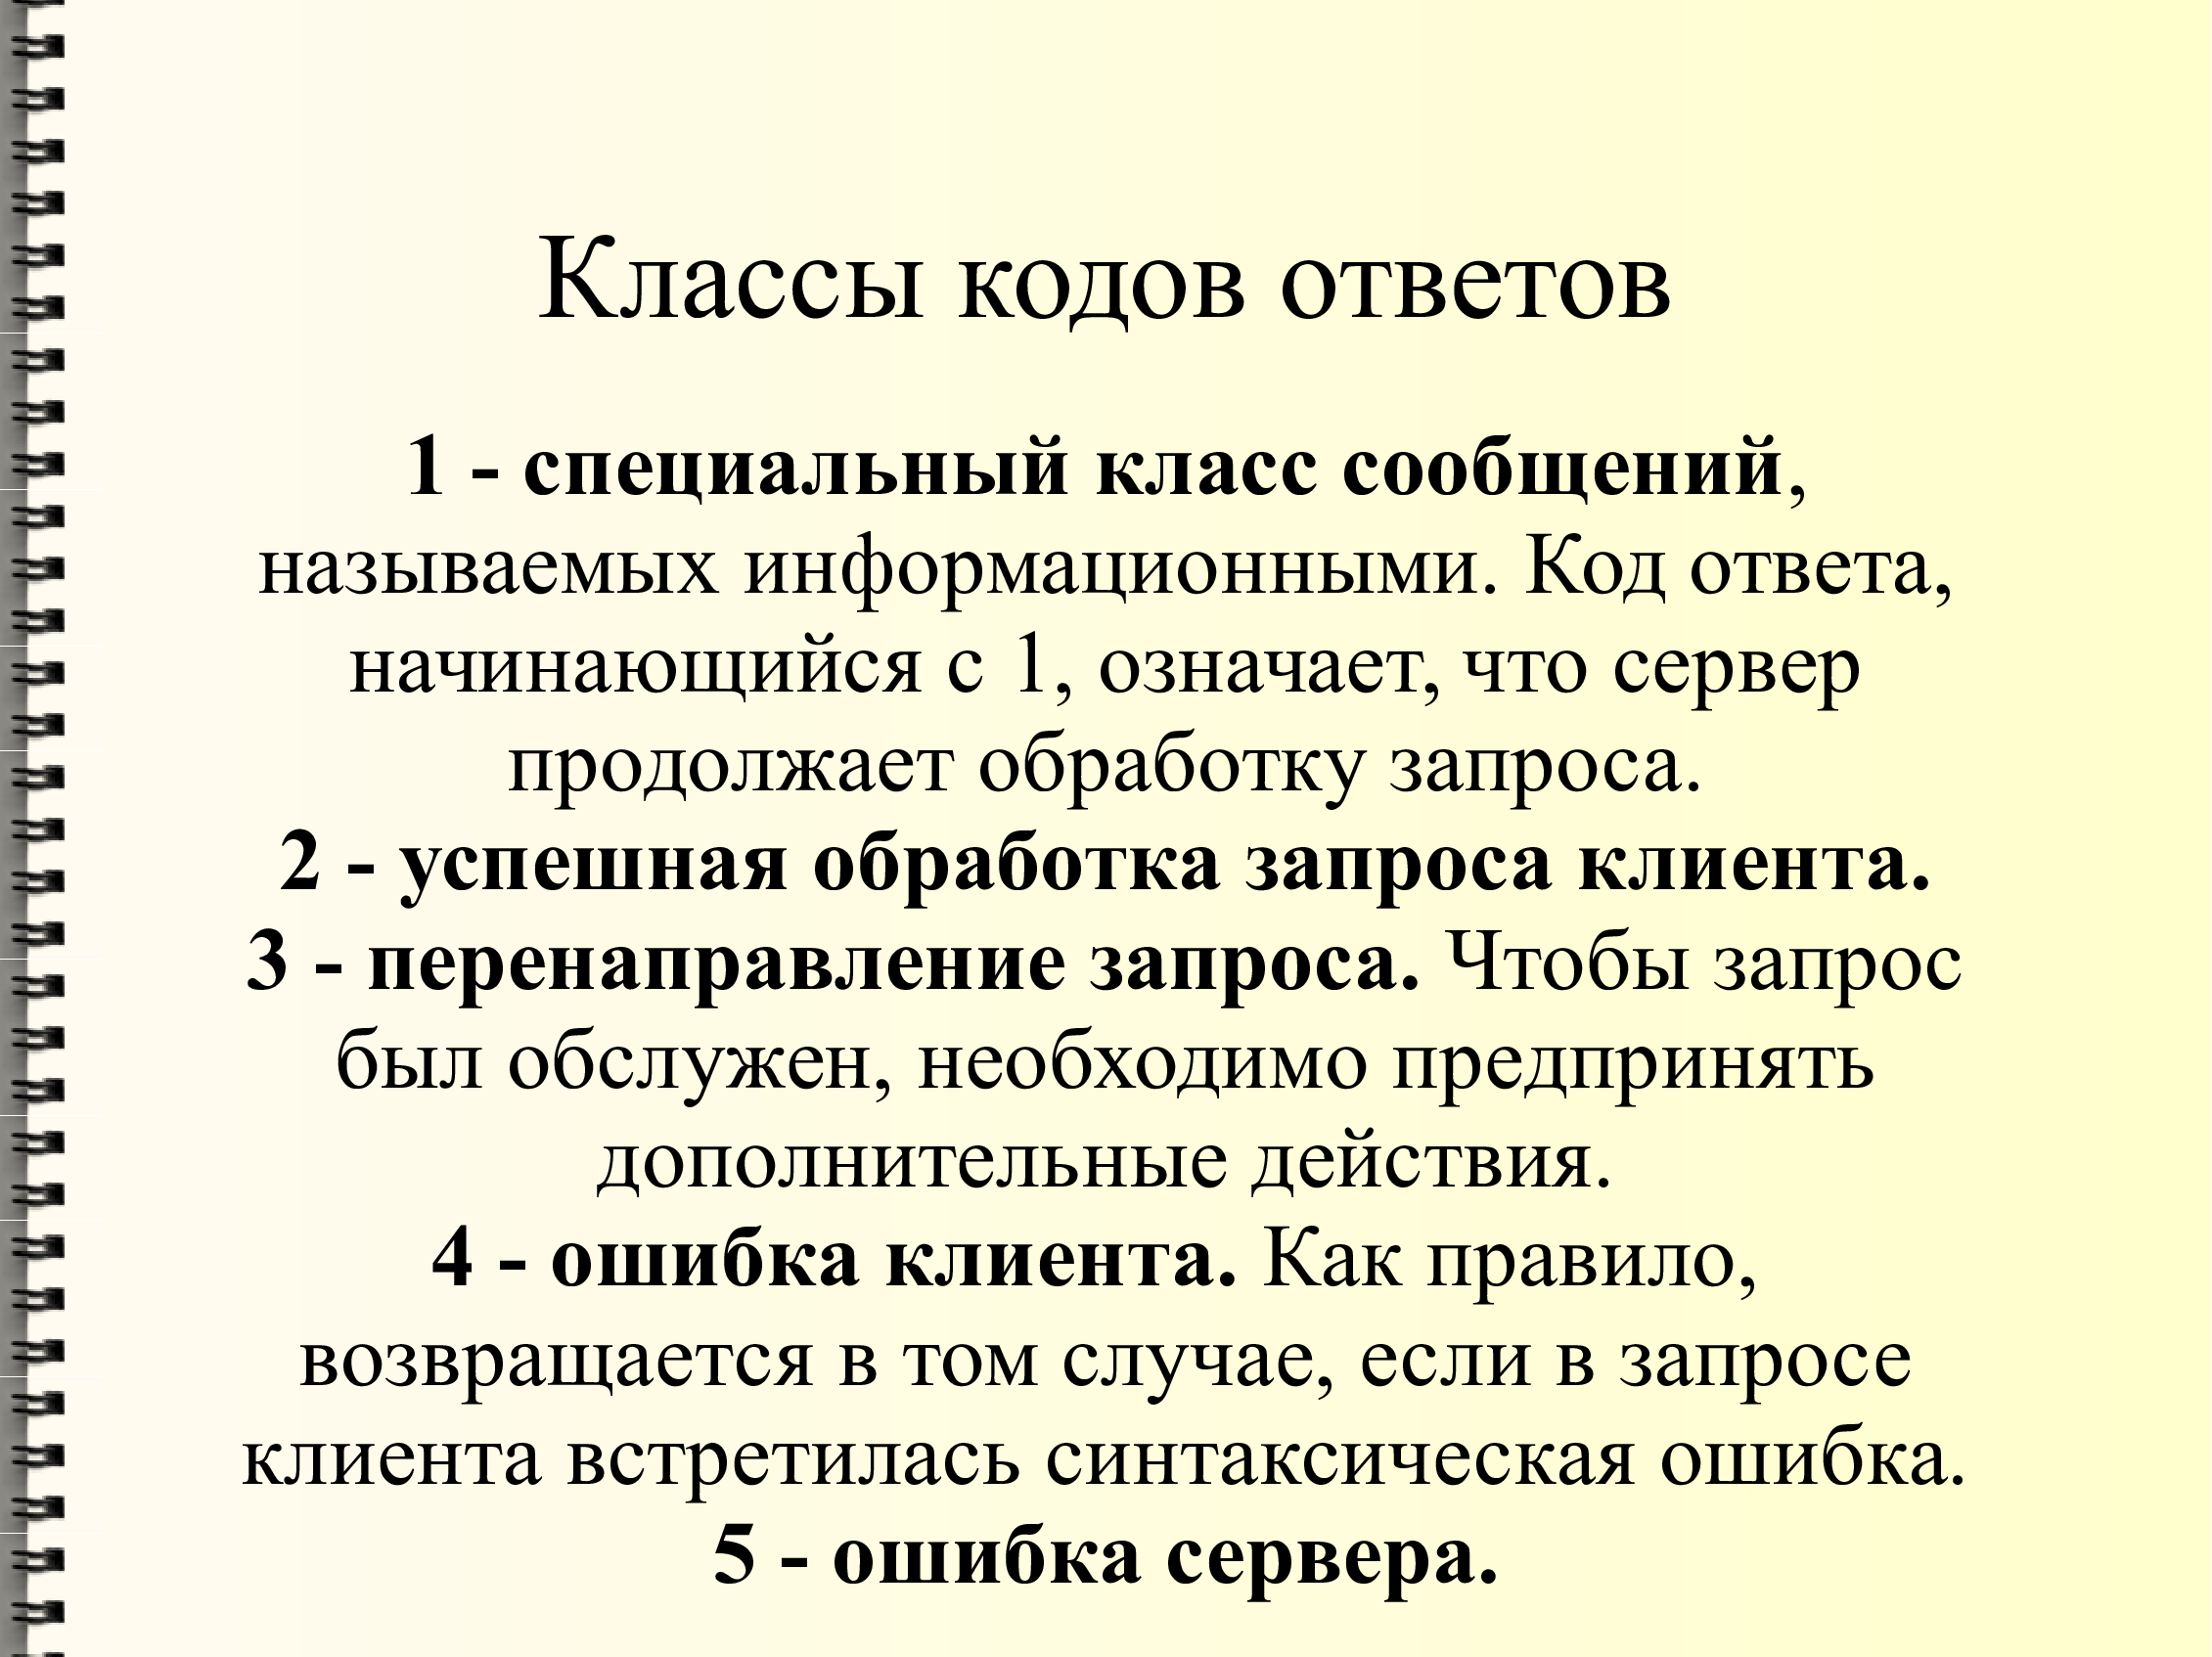 Классы кодов ответов
1 - специальный класс сообщений,
называемых информационными. Код ответа,
начинающийся с 1, означает, что сервер
продолжает обработку запроса.
2 - успешная обработка запроса клиента.
3 - перенаправление запроса. Чтобы запрос
был обслужен, необходимо предпринять
дополнительные действия.
4 - ошибка клиента. Как правило,
возвращается в том случае, если в запросе
клиента встретилась синтаксическая ошибка.
5 - ошибка сервера.